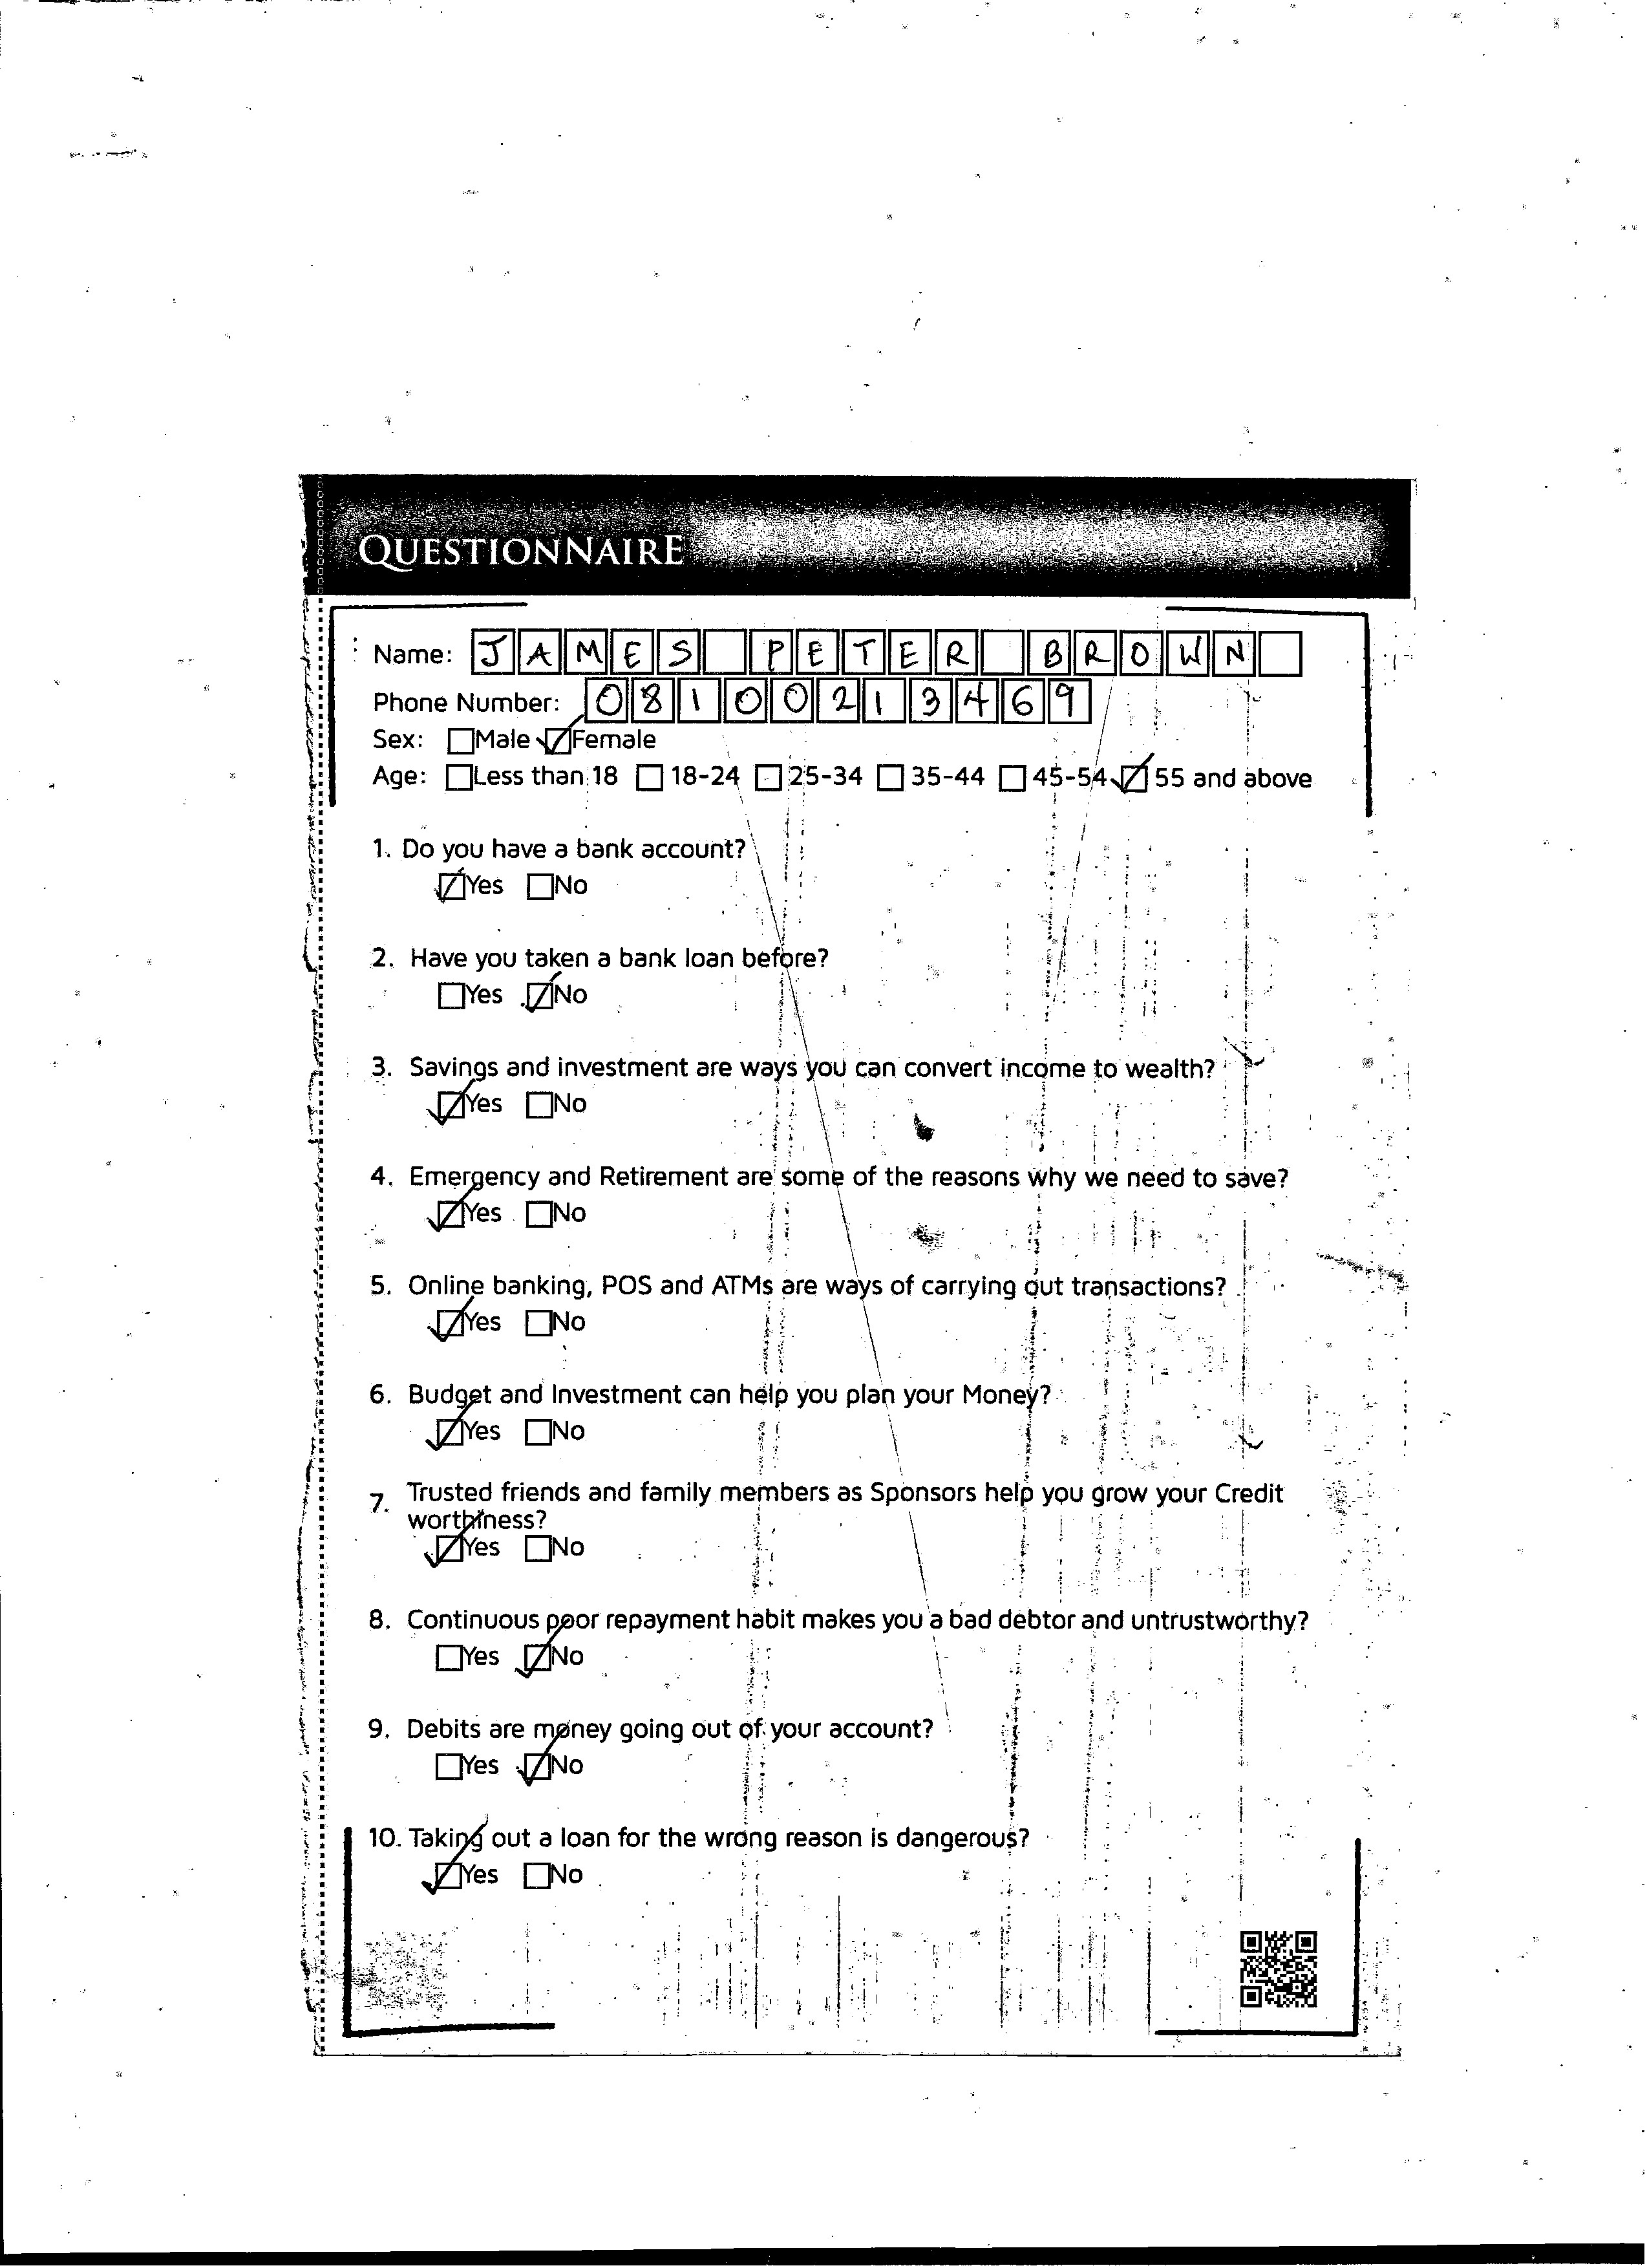 QUESTIONNAIRE
Name: JAMES PETER BROWN
Phone Number: 08100213469
Sex: ☐Male ☑Female
Age: ☐Less than 18 ☐18-24 ☐25-34 ☐35-44 ☐45-54 ☑55 and above
1. Do you have a bank account?
☑Yes ☐No
2. Have you taken a bank loan before?
☐Yes ☑No
3. Savings and investment are ways you can convert income to wealth?
☑Yes ☐No
4. Emergency and Retirement are some of the reasons why we need to save?
☑Yes ☐No
5. Online banking, POS and ATMs are ways of carrying out transactions?
☑Yes ☐No
6. Budget and Investment can help you plan your Money?
☑Yes ☐No
7. Trusted friends and family members as Sponsors help you grow your Credit
worthiness?
☑Yes ☐No
8. Continuous poor repayment habit makes you a bad debtor and untrustworthy?
☐Yes ☑No
9. Debits are money going out of your account?
☐Yes ☑No
10. Taking out a loan for the wrong reason is dangerous?
☑Yes ☐No